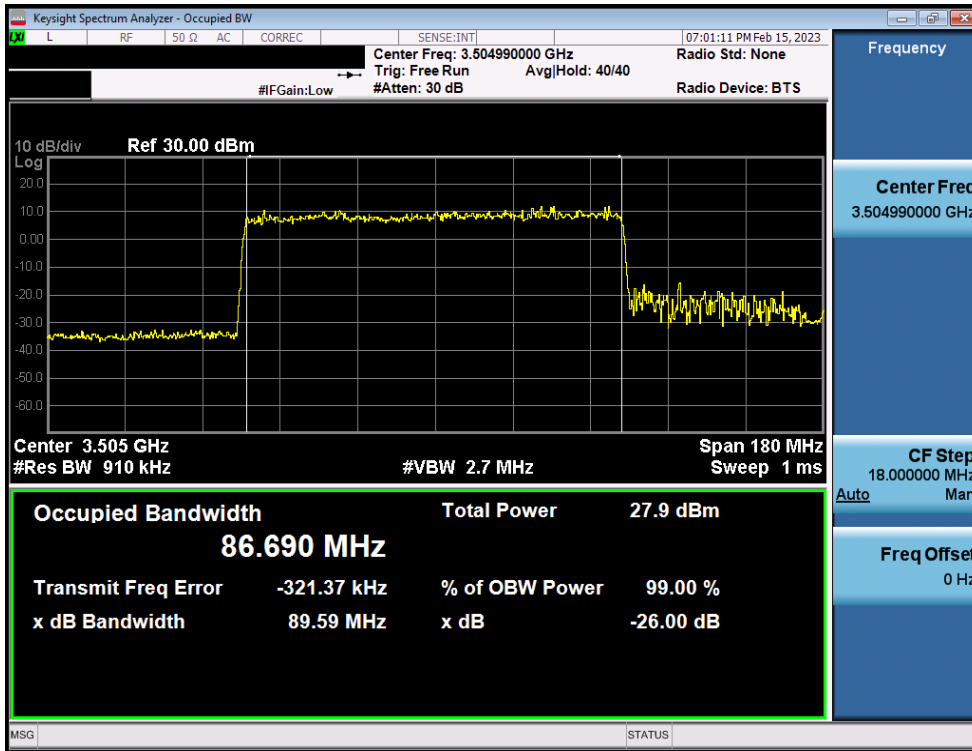 Keysight Spectrum Analyzer - Occupied BW
LXI L RF 50 Ω AC CORREC SENSE:INT 07:01:11 PM Feb 15, 2023
Center Freq: 3.504990000 GHz Radio Std: None
Trig: Free Run Avg|Hold: 40/40
#IFGain:Low #Atten: 30 dB Radio Device: BTS
10 dB/div Ref 30.00 dBm
Log
20.0
10.0
0.00
-10.0
-20.0
-30.0
-40.0
-50.0
-60.0
Center 3.505 GHz Span 180 MHz
#Res BW 910 kHz #VBW 2.7 MHz Sweep 1 ms
Occupied Bandwidth Total Power 27.9 dBm
86.690 MHz
Transmit Freq Error -321.37 kHz % of OBW Power 99.00 %
x dB Bandwidth 89.59 MHz x dB -26.00 dB
MSG STATUS
Frequency
Center Freq
3.504990000 GHz
CF Step
18.000000 MHz
Auto Man
Freq Offset
0 Hz